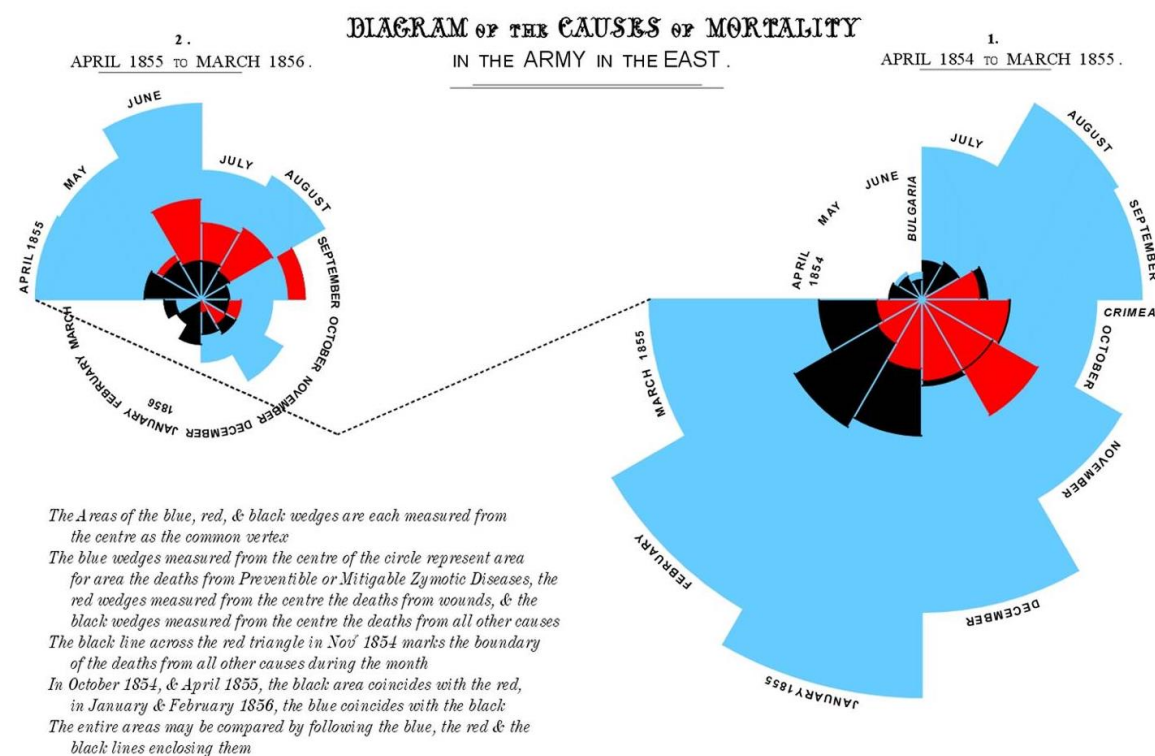 DIAGRAM OF THE CAUSES OF MORTALITY
IN THE ARMY IN THE EAST.
2.
APRIL 1855 TO MARCH 1856.
1.
APRIL 1854 TO MARCH 1855.
APRIL 1855
MAY
JUNE
JULY
AUGUST
SEPTEMBER
OCTOBER
NOVEMBER
DECEMBER
JANUARY
1856
FEBRUARY
MARCH
APRIL
1854
MAY
JUNE
BULGARIA
JULY
AUGUST
SEPTEMBER
CRIMEA
OCTOBER
NOVEMBER
DECEMBER
JANUARY 1855
FEBRUARY
MARCH 1855
The Areas of the blue, red, & black wedges are each measured from
the centre as the common vertex
The blue wedges measured from the centre of the circle represent area
for area the deaths from Preventible or Mitigable Zymotic Diseases, the
red wedges measured from the centre the deaths from wounds, & the
black wedges measured from the centre the deaths from all other causes
The black line across the red triangle in Nov' 1854 marks the boundary
of the deaths from all other causes during the month
In October 1854, & April 1855, the black area coincides with the red,
in January & February 1856, the blue coincides with the black
The entire areas may be compared by following the blue, the red & the
black lines enclosing them